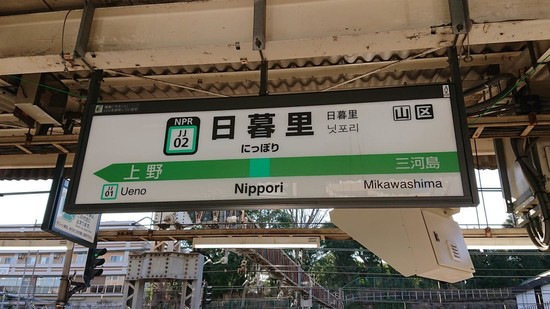 NPR
JJ
02
日暮里
にっぽり
日暮里
닛포리
山 区
上野
三河島
JJ
01
Ueno
Nippori
Mikawashima